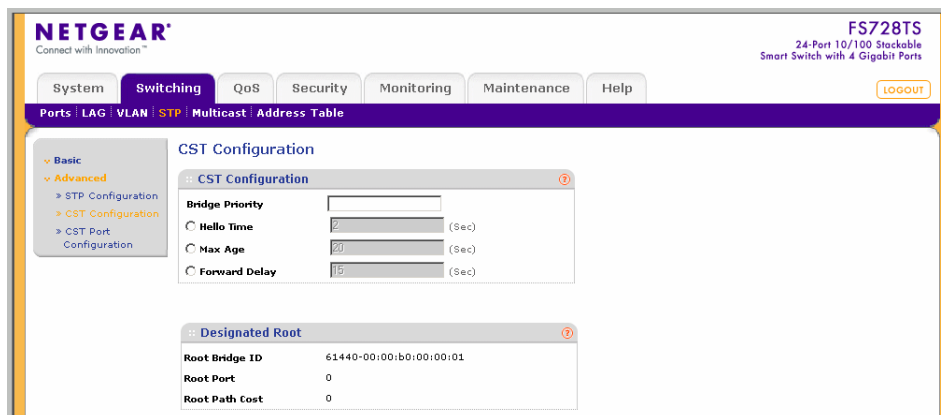 NETGEAR®
Connect with Innovation™
FS728TS
24-Port 10/100 Stackable
Smart Switch with 4 Gigabit Ports
System Switching QoS Security Monitoring Maintenance Help LOGOUT
Ports LAG VLAN STP Multicast Address Table
Basic
Advanced
» STP Configuration
» CST Configuration
» CST Port
Configuration
CST Configuration
CST Configuration ?
Bridge Priority
Hello Time 2 (Sec)
Max Age 20 (Sec)
Forward Delay 15 (Sec)
Designated Root ?
Root Bridge ID 61440-00:00:b0:00:00:01
Root Port 0
Root Path Cost 0